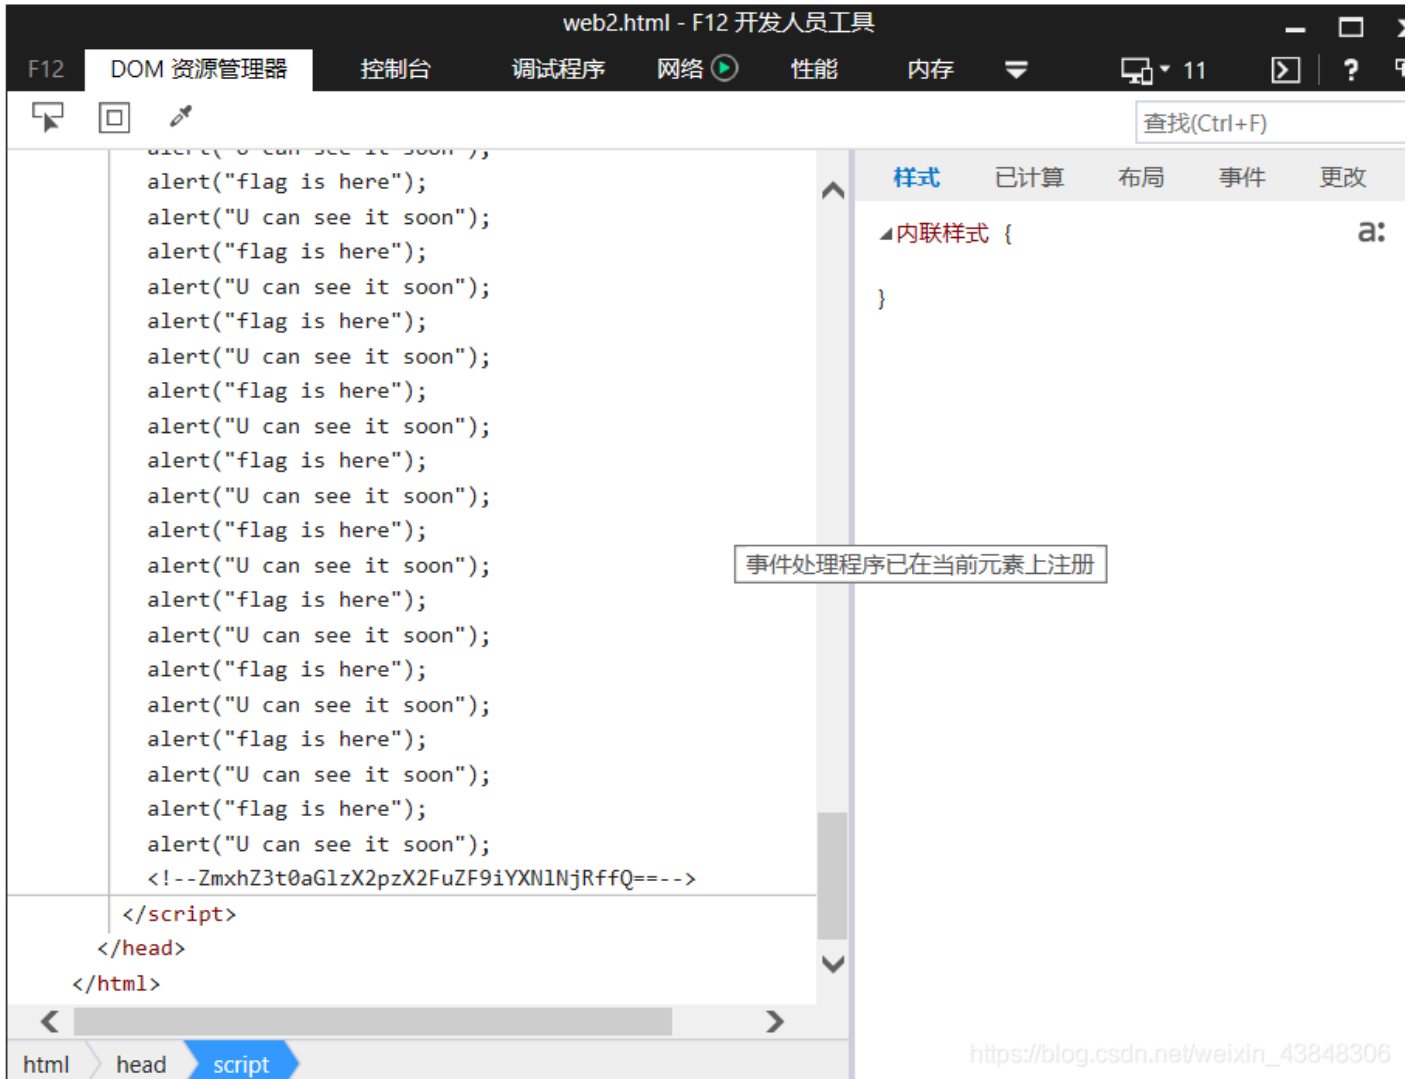 web2.html - F12 开发人员工具
F12 DOM 资源管理器 控制台 调试程序 网络 性能 内存 11 ?
查找(Ctrl+F)
alert("U can see it soon");
alert("flag is here");
alert("U can see it soon");
alert("flag is here");
alert("U can see it soon");
alert("flag is here");
alert("U can see it soon");
alert("flag is here");
alert("U can see it soon");
alert("flag is here");
alert("U can see it soon");
alert("flag is here");
alert("U can see it soon");
alert("flag is here");
alert("U can see it soon");
alert("flag is here");
alert("U can see it soon");
alert("flag is here");
alert("U can see it soon");
alert("flag is here");
alert("U can see it soon");
<!--ZmxhZ3t0aGlzX2pzX2FuZF9iYXNlNjRffQ==-->
</script>
</head>
</html>
html head script
样式 已计算 布局 事件 更改
内联样式 {
a:
}
事件处理程序已在当前元素上注册
https://blog.csdn.net/weixin_43848306